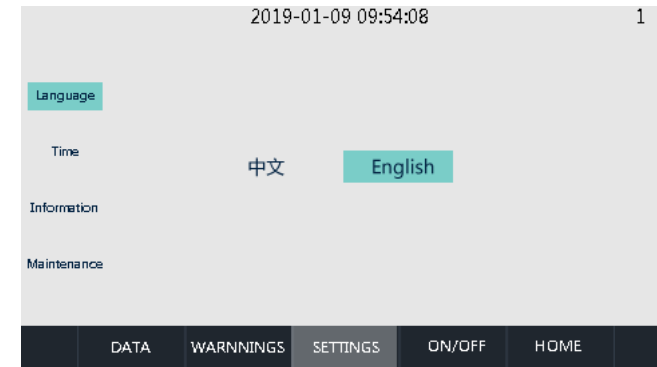 2019-01-09 09:54:08 1
Language
Time
中文 English
Information
Maintenance
DATA WARNNINGS SETTINGS ON/OFF HOME